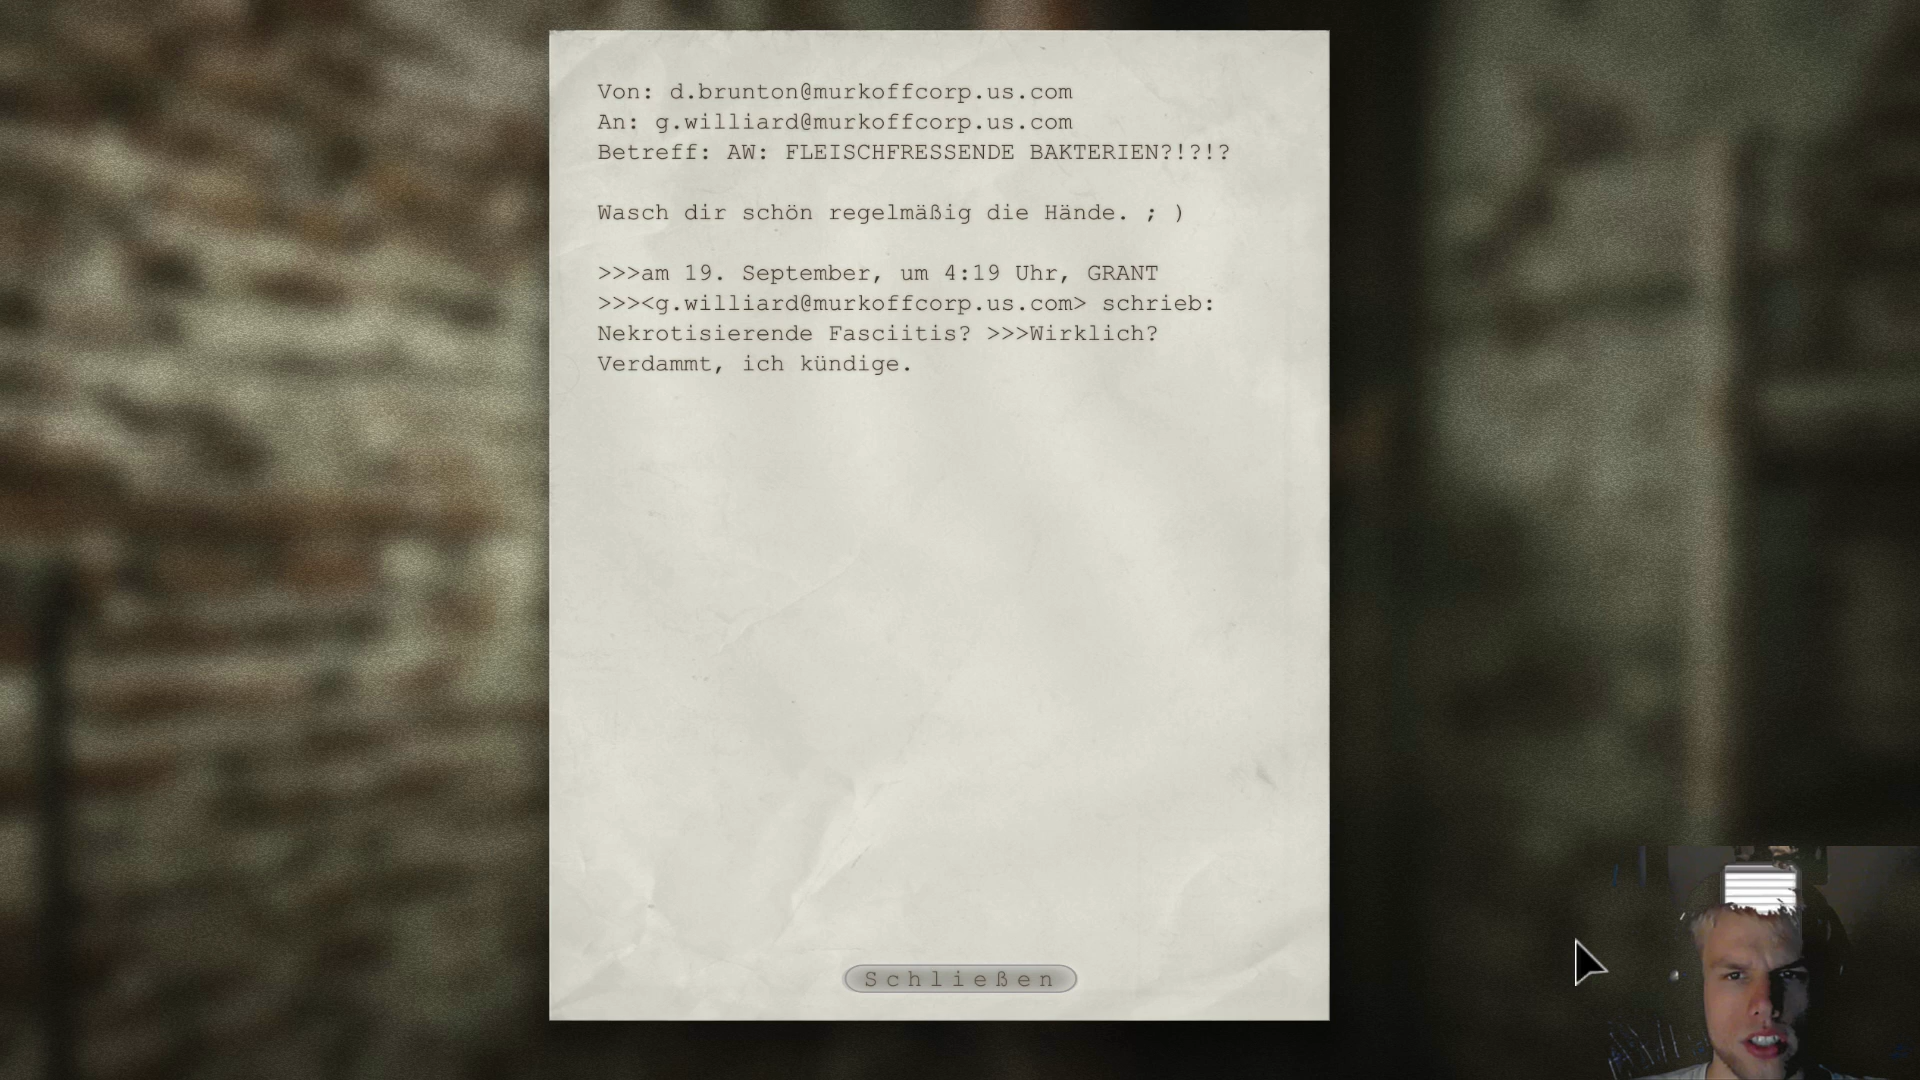 Von: d.brunton@murkoffcorp.us.com
An: g.williard@murkoffcorp.us.com
Betreff: AW: FLEISCHFRESSENDE BAKTERIEN?!?!?
Wasch dir schön regelmäßig die Hände. ; )
>>>am 19. September, um 4:19 Uhr, GRANT
>>><g.williard@murkoffcorp.us.com> schrieb:
Nekrotisierende Fasciitis? >>>Wirklich?
Verdammt, ich kündige.
Schließen